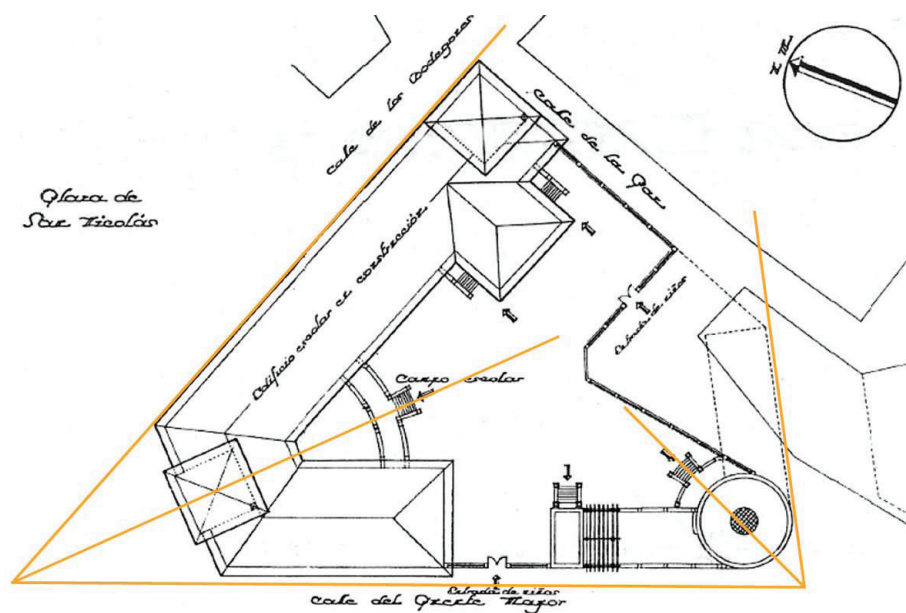 calle de los Bodegones
calle de la Paz
N M
Plaza de
San Nicolás
Edificio escolar en construcción
Entrada de niños
Campo escolar
Entrada de niños
calle del Puente Mayor